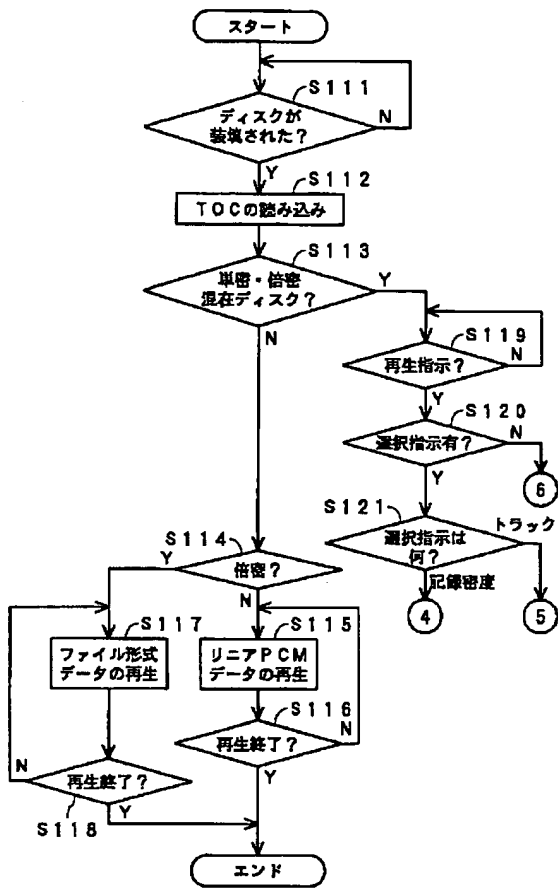 スタート
S111
ディスクが
装填された?
N
Y
S112
TOCの読み込み
S113
単密・倍密
混在ディスク?
Y
N
S119
再生指示?
N
Y
S120
選択指示有?
N
Y
6
S121
選択指示は
何?
トラック
記録密度
4
5
S114
Y
倍密?
N
S117
ファイル形式
データの再生
S115
リニアPCM
データの再生
S116
再生終了?
N
Y
N
再生終了?
Y
S118
エンド